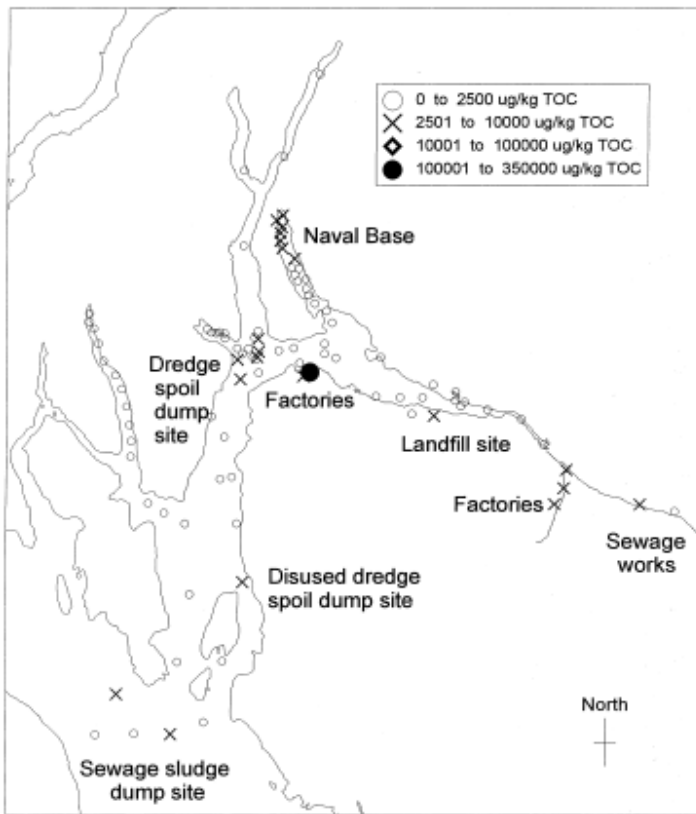 0 to 2500 ug/kg TOC
2501 to 10000 ug/kg TOC
10001 to 100000 ug/kg TOC
100001 to 350000 ug/kg TOC
Naval Base
Dredge
spoil
dump
site
Factories
Landfill site
Factories
Sewage
works
Disused dredge
spoil dump site
North
Sewage sludge
dump site